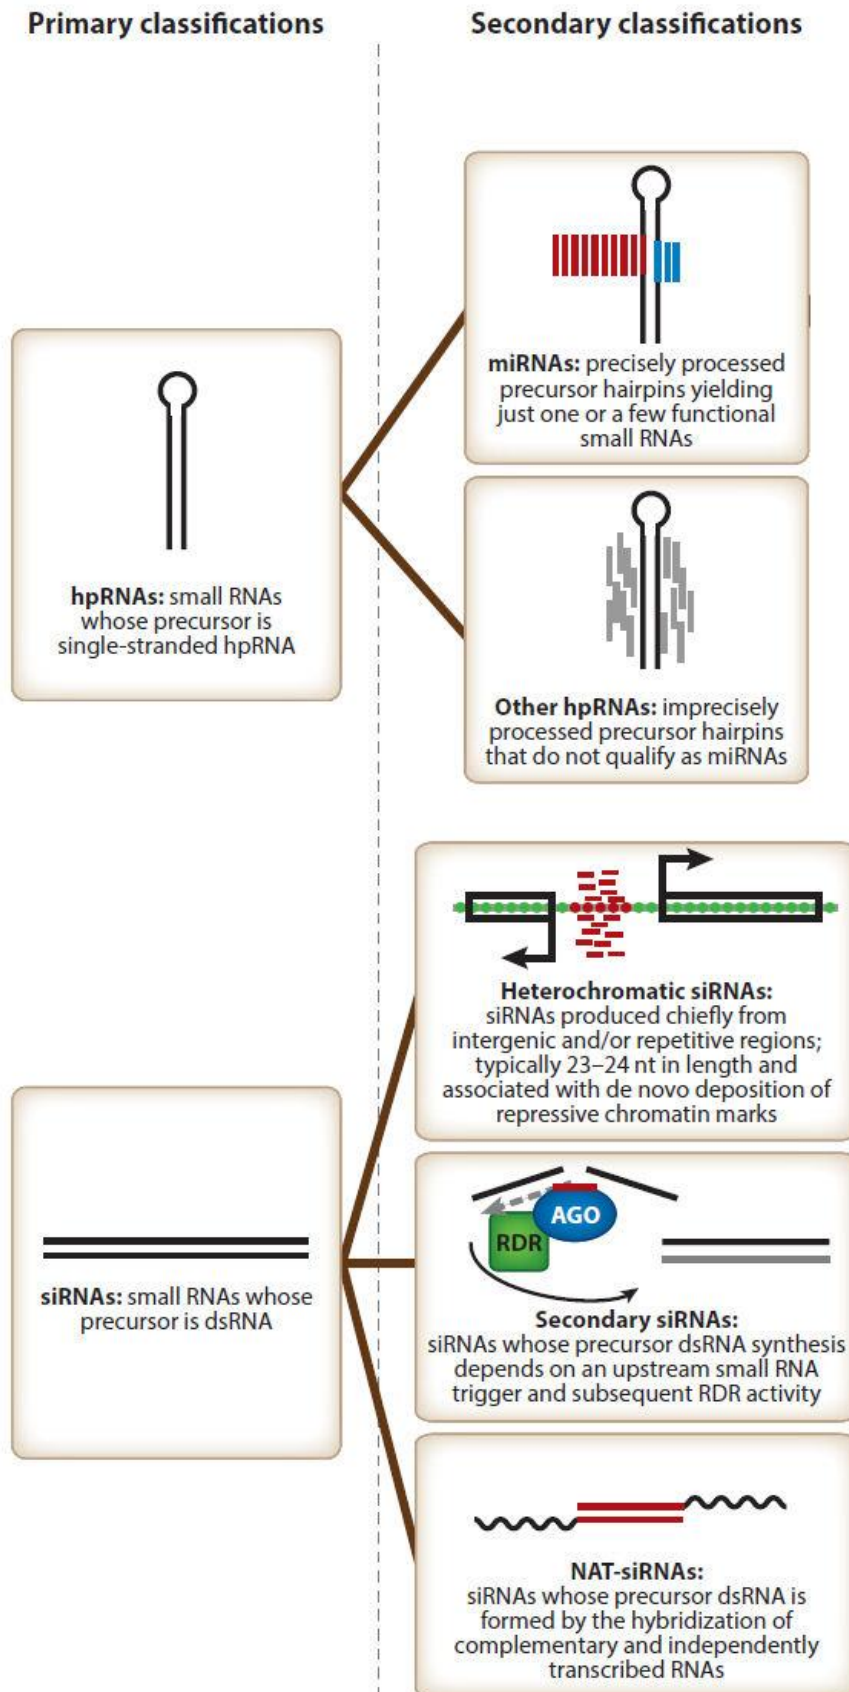 Primary classifications
Secondary classifications
miRNAs: precisely processed
precursor hairpins yielding
just one or a few functional
small RNAs
hpRNAs: small RNAs
whose precursor is
single-stranded hpRNA
Other hpRNAs: imprecisely
processed precursor hairpins
that do not qualify as miRNAs
Heterochromatic siRNAs:
siRNAs produced chiefly from
intergenic and/or repetitive regions;
typically 23–24 nt in length and
associated with de novo deposition of
repressive chromatin marks
siRNAs: small RNAs whose
precursor is dsRNA
AGO
RDR
Secondary siRNAs:
siRNAs whose precursor dsRNA synthesis
depends on an upstream small RNA
trigger and subsequent RDR activity
NAT-siRNAs:
siRNAs whose precursor dsRNA is
formed by the hybridization of
complementary and independently
transcribed RNAs